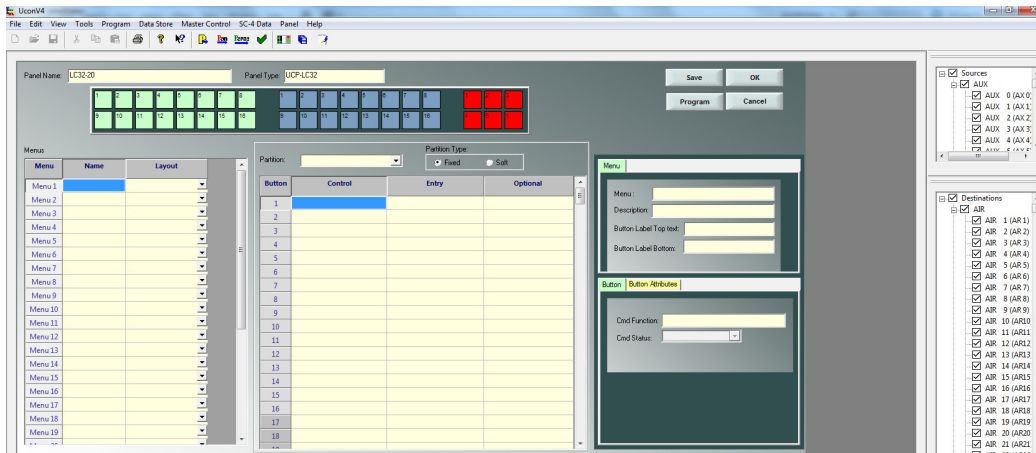 UconV4
File Edit View Tools Program Data Store Master Control SC-4 Data Panel Help
Panel Name: LC32-20 Panel Type: UCP-LC32
Save OK
Program Cancel
1 2 3 4 5 6 7 8 1 2 3 4 5 6 7 8
9 10 11 12 13 14 15 16 9 10 11 12 13 14 15 16
Menus
Menu Name Layout
Menu 1
Menu 2
Menu 3
Menu 4
Menu 5
Menu 6
Menu 7
Menu 8
Menu 9
Menu 10
Menu 11
Menu 12
Menu 13
Menu 14
Menu 15
Menu 16
Menu 17
Menu 18
Menu 19
Partition: Partition Type:
Fixed Soft
Button Control Entry Optional
1
2
3
4
5
6
7
8
9
10
11
12
13
14
15
16
17
18
Menu
Menu :
Description:
Button Label Top text:
Button Label Bottom:
Button Button Attributes
Cmd Function:
Cmd Status:
Sources
AUX
AUX 0 (AX 0)
AUX 1 (AX 1)
AUX 2 (AX 2)
AUX 3 (AX 3)
AUX 4 (AX 4)
Destinations
AIR
AIR 1 (AR 1)
AIR 2 (AR 2)
AIR 3 (AR 3)
AIR 4 (AR 4)
AIR 5 (AR 5)
AIR 6 (AR 6)
AIR 7 (AR 7)
AIR 8 (AR 8)
AIR 9 (AR 9)
AIR 10 (AR10
AIR 11 (AR11
AIR 12 (AR12
AIR 13 (AR13
AIR 14 (AR14
AIR 15 (AR15
AIR 16 (AR16
AIR 17 (AR17
AIR 18 (AR18
AIR 19 (AR19
AIR 20 (AR20
AIR 21 (AR21